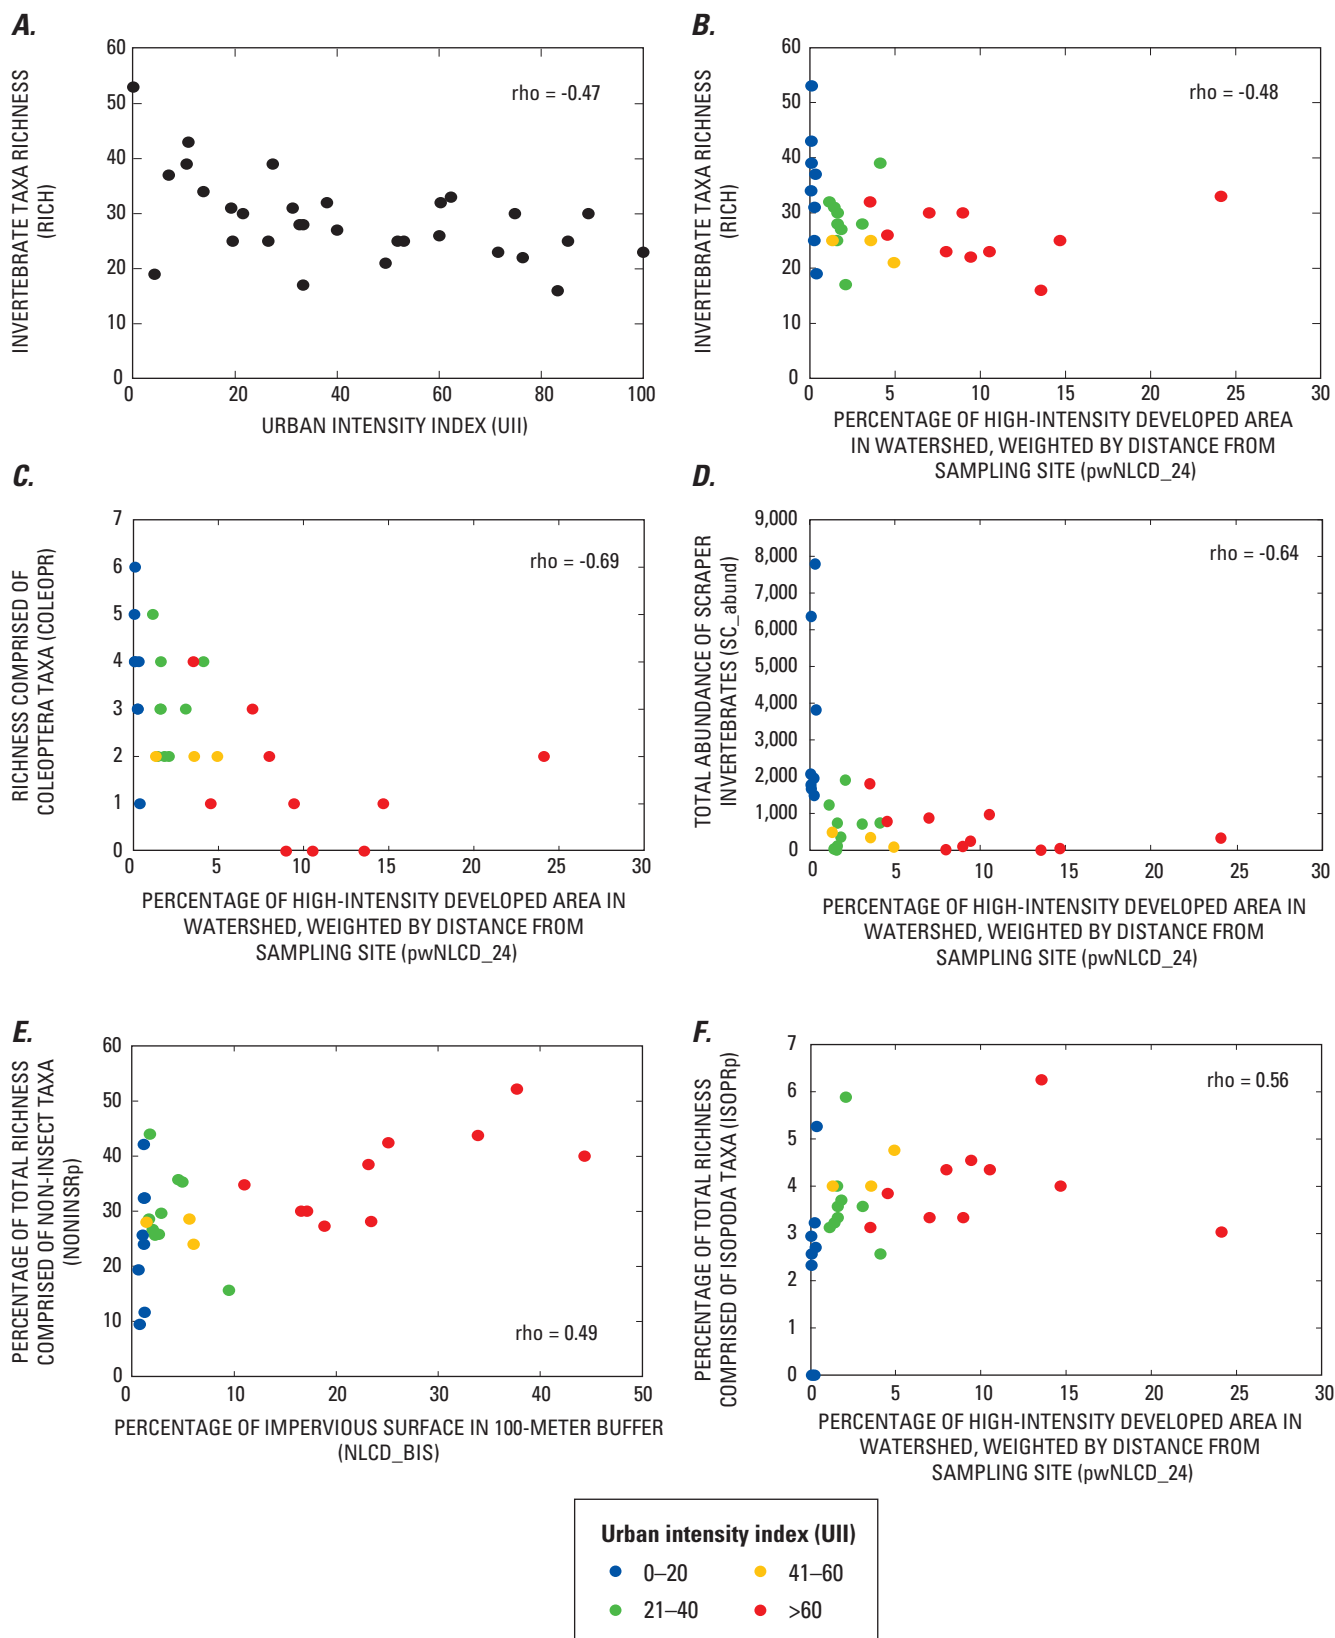 A.
60
50
40
30
20
10
0
0
20
40
60
80
100
INVERTEBRATE TAXA RICHNESS
(RICH)
rho = -0.47
URBAN INTENSITY INDEX (UII)
B.
60
50
40
30
20
10
0
0
5
10
15
20
25
30
INVERTEBRATE TAXA RICHNESS
(RICH)
rho = -0.48
PERCENTAGE OF HIGH-INTENSITY DEVELOPED AREA
IN WATERSHED, WEIGHTED BY DISTANCE FROM
SAMPLING SITE (pwNLCD_24)
C.
7
6
5
4
3
2
1
0
0
5
10
15
20
25
30
RICHNESS COMPRISED OF
COLEOPTERA TAXA (COLEOPR)
rho = -0.69
PERCENTAGE OF HIGH-INTENSITY DEVELOPED AREA IN
WATERSHED, WEIGHTED BY DISTANCE FROM
SAMPLING SITE (pwNLCD_24)
D.
9,000
8,000
7,000
6,000
5,000
4,000
3,000
2,000
1,000
0
0
5
10
15
20
25
30
TOTAL ABUNDANCE OF SCRAPER
INVERTEBRATES (SC_abund)
rho = -0.64
PERCENTAGE OF HIGH-INTENSITY DEVELOPED AREA IN
WATERSHED, WEIGHTED BY DISTANCE FROM
SAMPLING SITE (pwNLCD_24)
E.
60
50
40
30
20
10
0
0
10
20
30
40
50
PERCENTAGE OF TOTAL RICHNESS
COMPRISED OF NON-INSECT TAXA
(NONINSRp)
rho = 0.49
PERCENTAGE OF IMPERVIOUS SURFACE IN 100-METER BUFFER
(NLCD_BIS)
F.
7
6
5
4
3
2
1
0
0
5
10
15
20
25
30
PERCENTAGE OF TOTAL RICHNESS
COMPRISED OF ISOPODA TAXA (ISOPRp)
rho = 0.56
PERCENTAGE OF HIGH-INTENSITY DEVELOPED AREA IN
WATERSHED, WEIGHTED BY DISTANCE FROM
SAMPLING SITE (pwNLCD_24)
Urban intensity index (UII)
0–20
41–60
21–40
>60